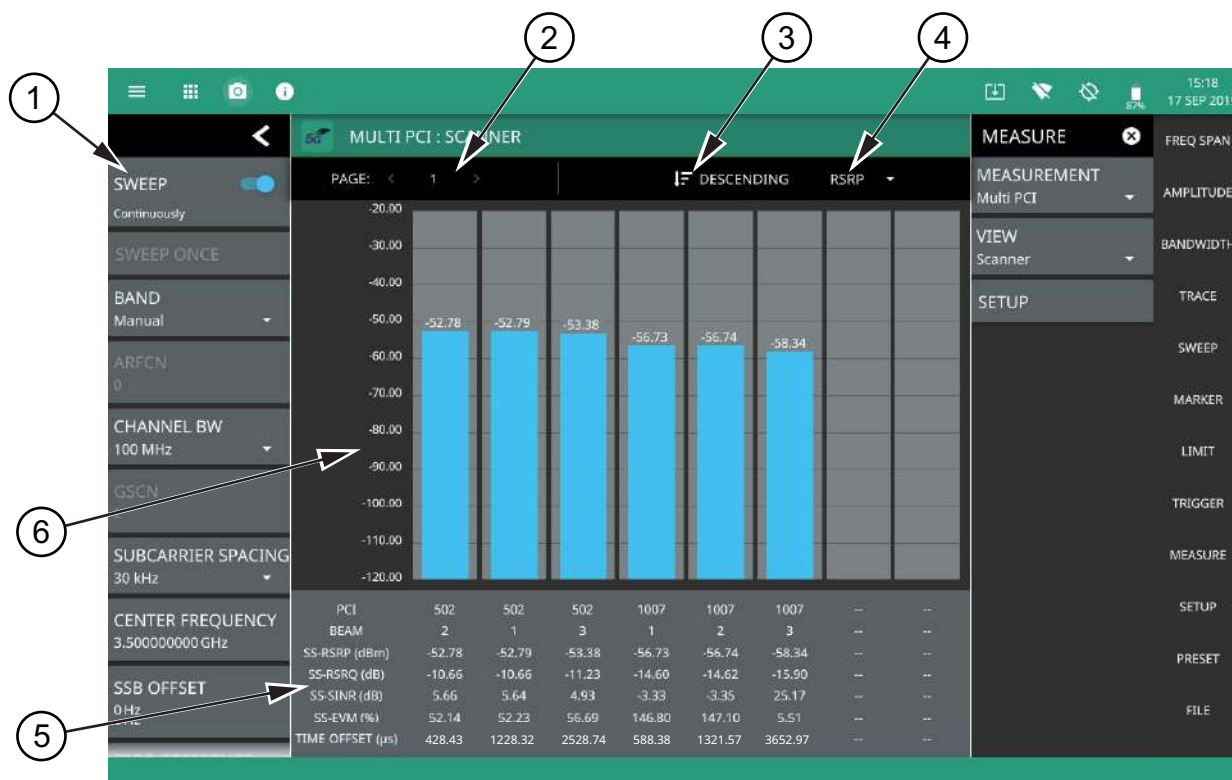 2
3
4
1
87%
15:18
17 SEP 201
5G
MULTI PCI : SCANNER
MEASURE
FREQ SPAN
SWEEP
Continuously
PAGE: < 1 >
DESCENDING
RSRP
MEASUREMENT
Multi PCI
AMPLITUDE
SWEEP ONCE
VIEW
Scanner
BANDWIDTH
BAND
Manual
SETUP
TRACE
ARFCN
0
SWEEP
CHANNEL BW
100 MHz
MARKER
LIMIT
GSCN
TRIGGER
SUBCARRIER SPACING
30 kHz
MEASURE
CENTER FREQUENCY
3.500000000 GHz
SETUP
SSB OFFSET
0 Hz
PRESET
FILE
-20.00
-30.00
-40.00
-50.00
-60.00
-70.00
-80.00
-90.00
-100.00
-110.00
-120.00
-52.78 -52.79 -53.38 -56.73 -56.74 -58.34
PCI 502 502 502 1007 1007 1007 -- --
BEAM 2 1 3 1 2 3 -- --
SS-RSRP (dBm) -52.78 -52.79 -53.38 -56.73 -56.74 -58.34 -- --
SS-RSRQ (dB) -10.66 -10.66 -11.23 -14.60 -14.62 -15.90 -- --
SS-SINR (dB) 5.66 5.64 4.93 -3.33 -3.35 25.17 -- --
SS-EVM (%) 52.14 52.23 56.69 146.80 147.10 5.51 -- --
TIME OFFSET (µs) 428.43 1228.32 2528.74 588.38 1321.57 3652.97 -- --
6
5